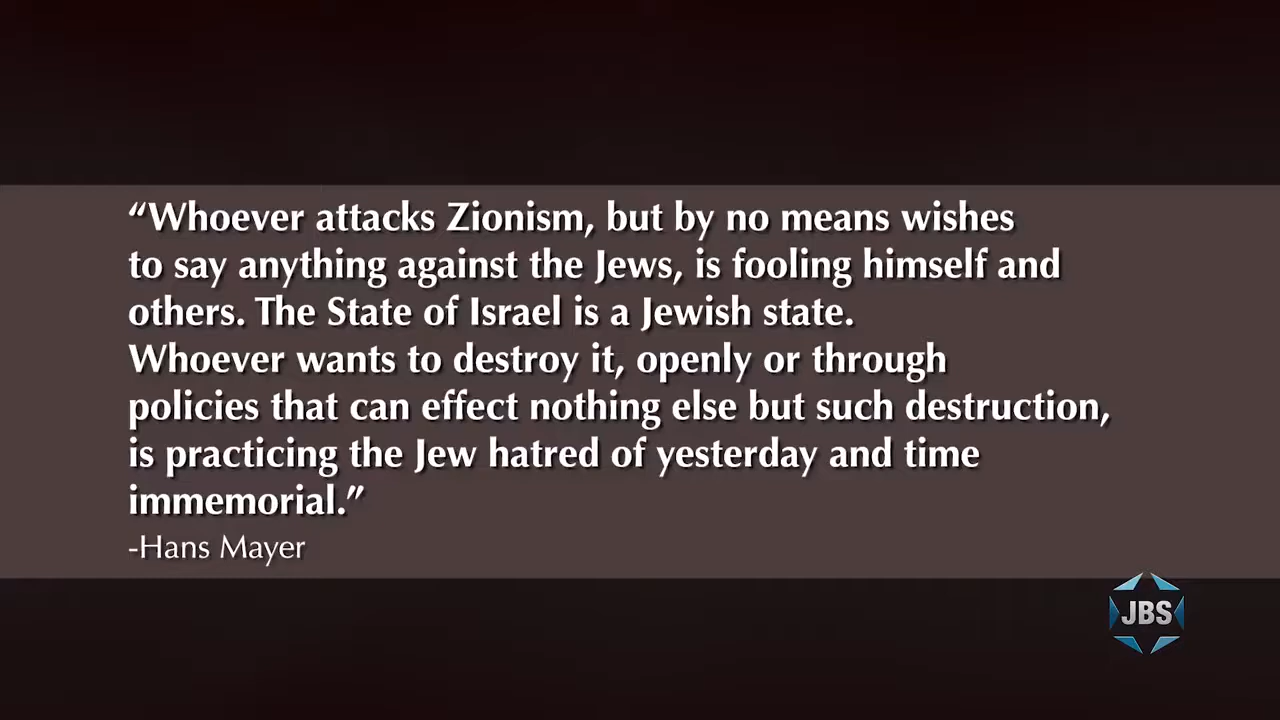 “Whoever attacks Zionism, but by no means wishes
to say anything against the Jews, is fooling himself and
others. The State of Israel is a Jewish state.
Whoever wants to destroy it, openly or through
policies that can effect nothing else but such destruction,
is practicing the Jew hatred of yesterday and time
immemorial.”
-Hans Mayer
JBS